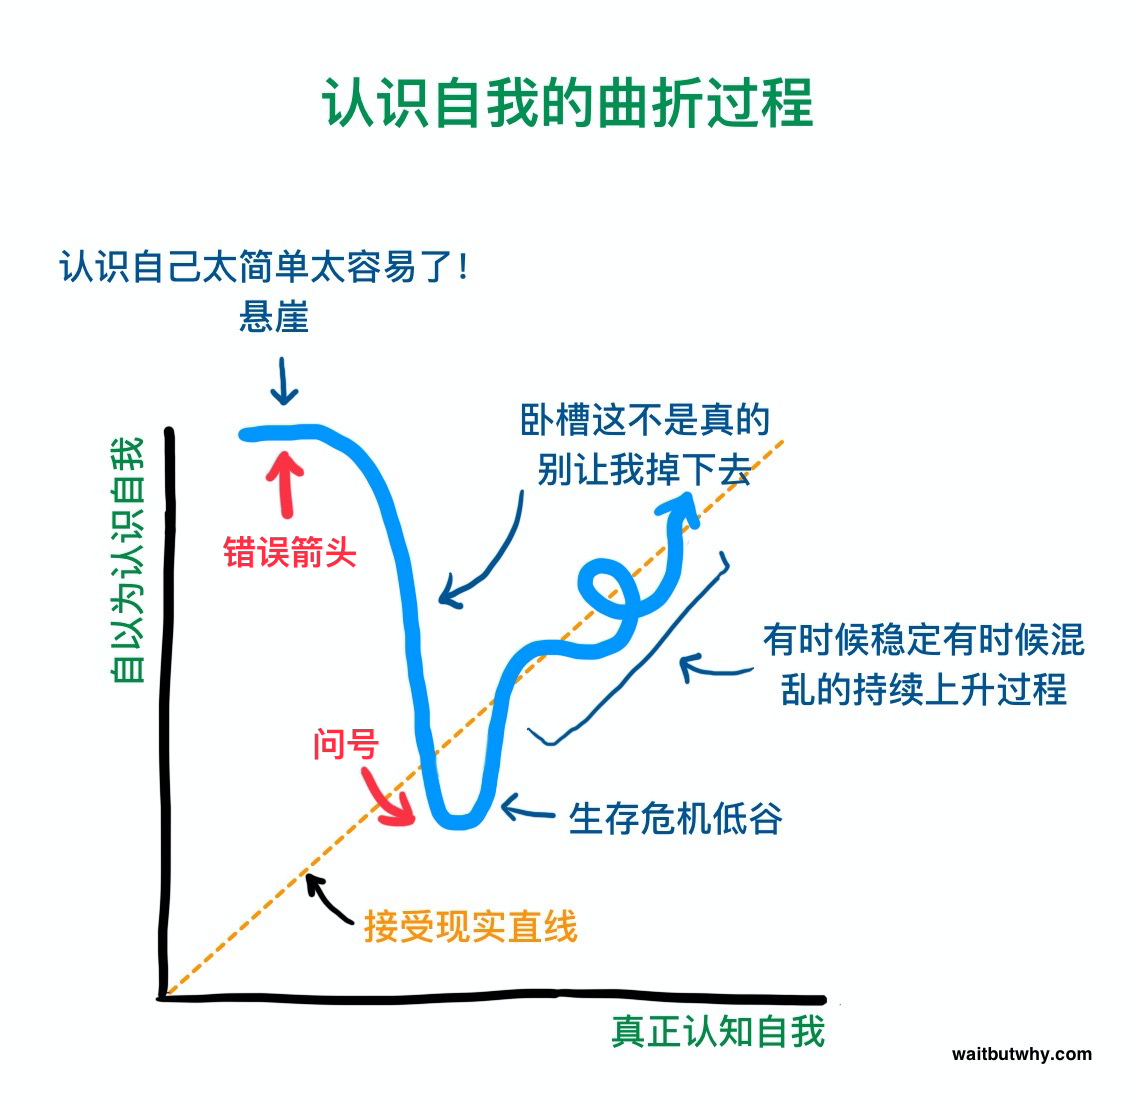 认识自我的曲折过程
认识自己太简单太容易了！
悬崖
卧槽这不是真的
别让我掉下去
自以为认识自我
错误箭头
有时候稳定有时候混
乱的持续上升过程
问号
生存危机低谷
接受现实直线
真正认知自我
waitbutwhy.com